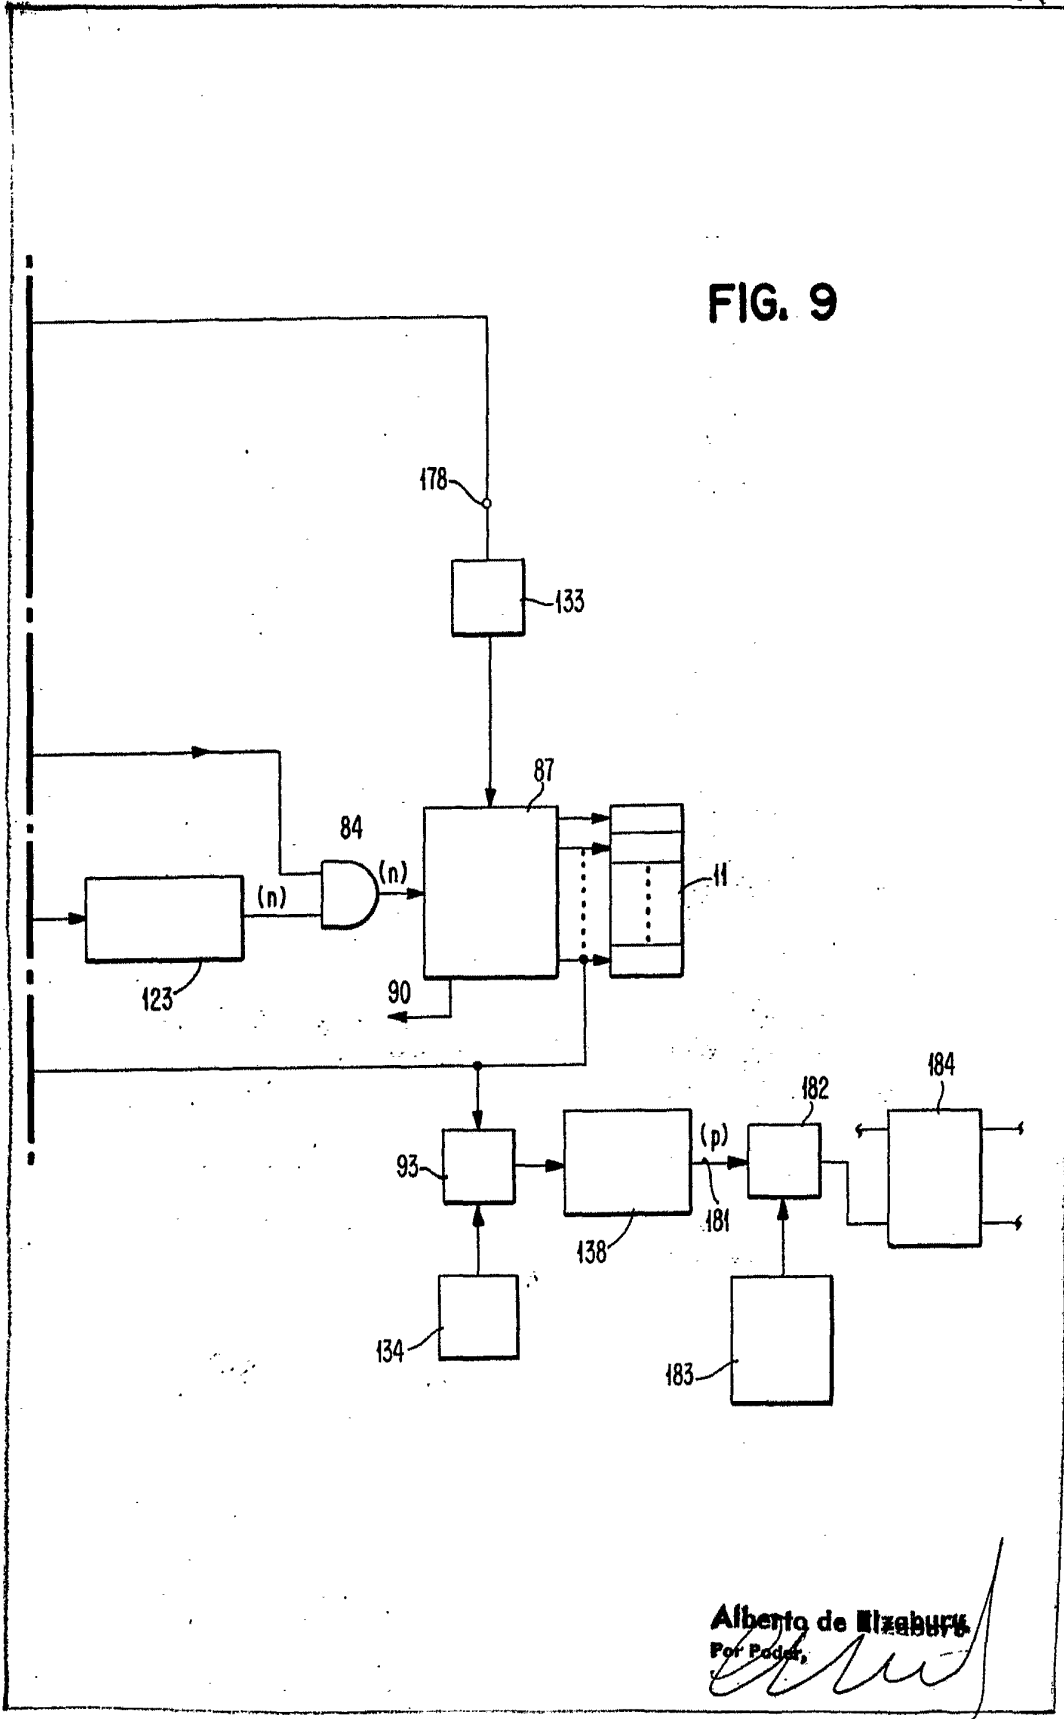 FIG. 9
178
133
87
84
(n)
(n)
11
123
90
184
182
(p)
93
181
138
134
183
Alberto de Elzaburu
Por Poder,